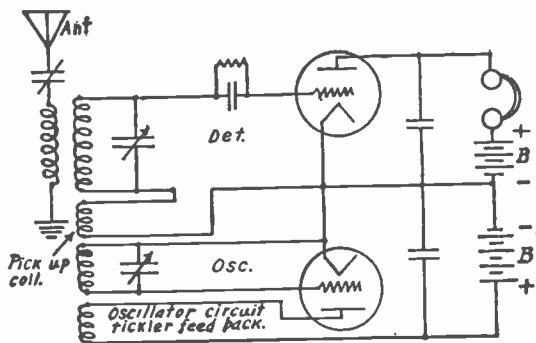 Ant
Det.
+
B
-
Pick up
coil.
Osc.
-
B
+
Oscillator circuit
tickler feed back.